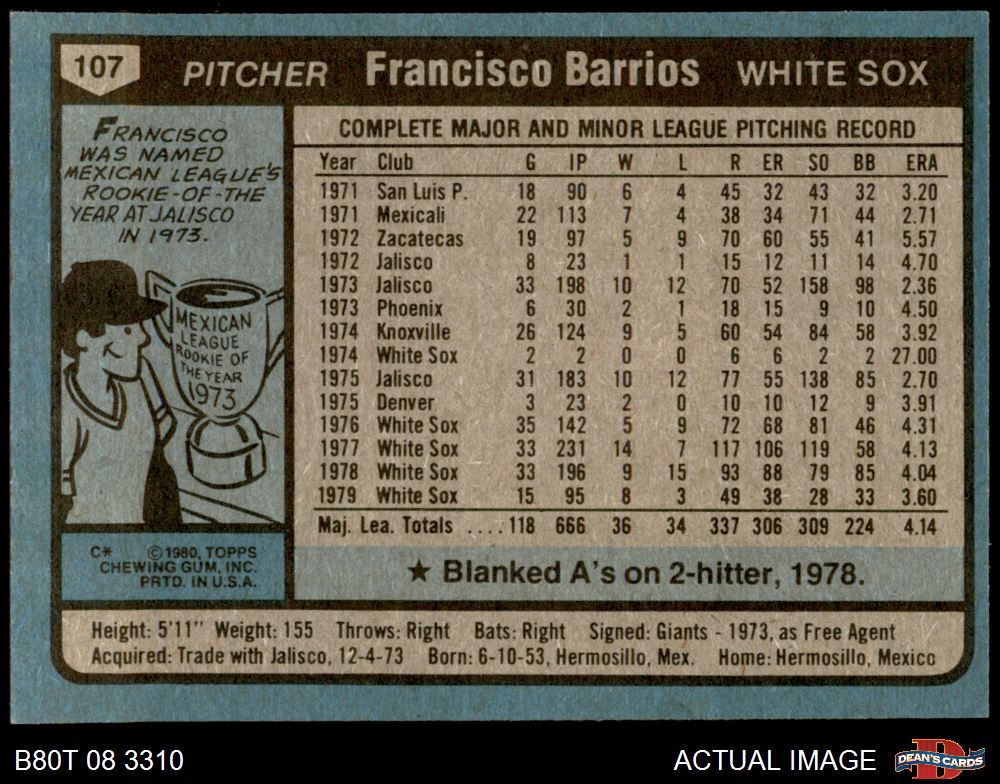 107 PITCHER Francisco Barrios WHITE SOX
FRANCISCO
WAS NAMED
MEXICAN LEAGUE'S
ROOKIE-OF-THE
YEAR AT JALISCO
IN 1973.
MEXICAN
LEAGUE
ROOKIE OF
THE YEAR
1973
C* ©1980, TOPPS
CHEWING GUM, INC.
PRTD. IN U.S.A.
COMPLETE MAJOR AND MINOR LEAGUE PITCHING RECORD
Year Club G IP W L R ER SO BB ERA
1971 San Luis P. 18 90 6 4 45 32 43 32 3.20
1971 Mexicali 22 113 7 4 38 34 71 44 2.71
1972 Zacatecas 19 97 5 9 70 60 55 41 5.57
1972 Jalisco 8 23 1 1 15 12 11 14 4.70
1973 Jalisco 33 198 10 12 70 52 158 98 2.36
1973 Phoenix 6 30 2 1 18 15 9 10 4.50
1974 Knoxville 26 124 9 5 60 54 84 58 3.92
1974 White Sox 2 2 0 0 6 6 2 2 27.00
1975 Jalisco 31 183 10 12 77 55 138 85 2.70
1975 Denver 3 23 2 0 10 10 12 9 3.91
1976 White Sox 35 142 5 9 72 68 81 46 4.31
1977 White Sox 33 231 14 7 117 106 119 58 4.13
1978 White Sox 33 196 9 15 93 88 79 85 4.04
1979 White Sox 15 95 8 3 49 38 28 33 3.60
Maj. Lea. Totals ....118 666 36 34 337 306 309 224 4.14
★ Blanked A's on 2-hitter, 1978.
Height: 5'11" Weight: 155 Throws: Right Bats: Right Signed: Giants - 1973, as Free Agent
Acquired: Trade with Jalisco, 12-4-73 Born: 6-10-53, Hermosillo, Mex. Home: Hermosillo, Mexico
B80T 08 3310 ACTUAL IMAGE D DEAN'S CARDS